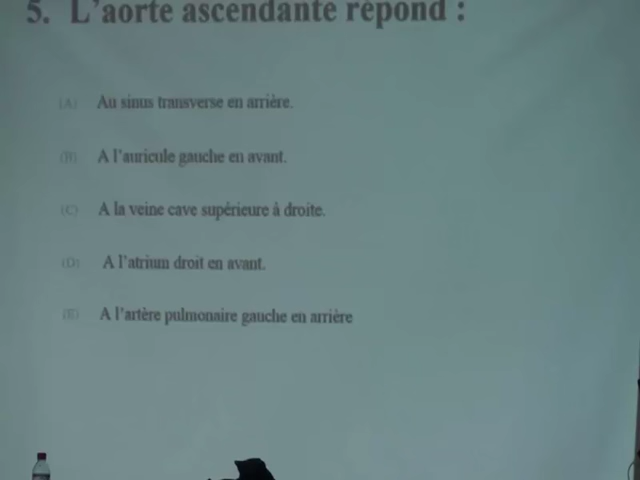 5. L'aorte ascendante répond :
(A) Au sinus transverse en arrière.
(B) A l'auricule gauche en avant.
(C) A la veine cave supérieure à droite.
(D) A l'atrium droit en avant.
(E) A l'artère pulmonaire gauche en arrière